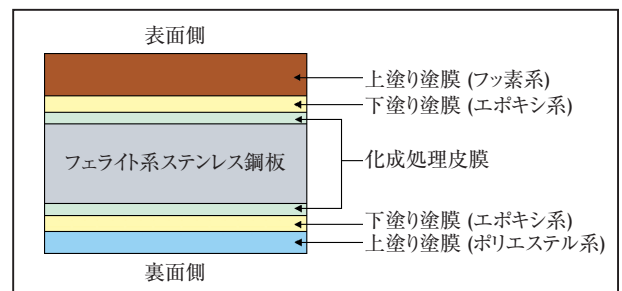 表面側
上塗り塗膜 (フッ素系)
下塗り塗膜 (エポキシ系)
フェライト系ステンレス鋼板
化成処理皮膜
下塗り塗膜 (エポキシ系)
上塗り塗膜 (ポリエステル系)
裏面側